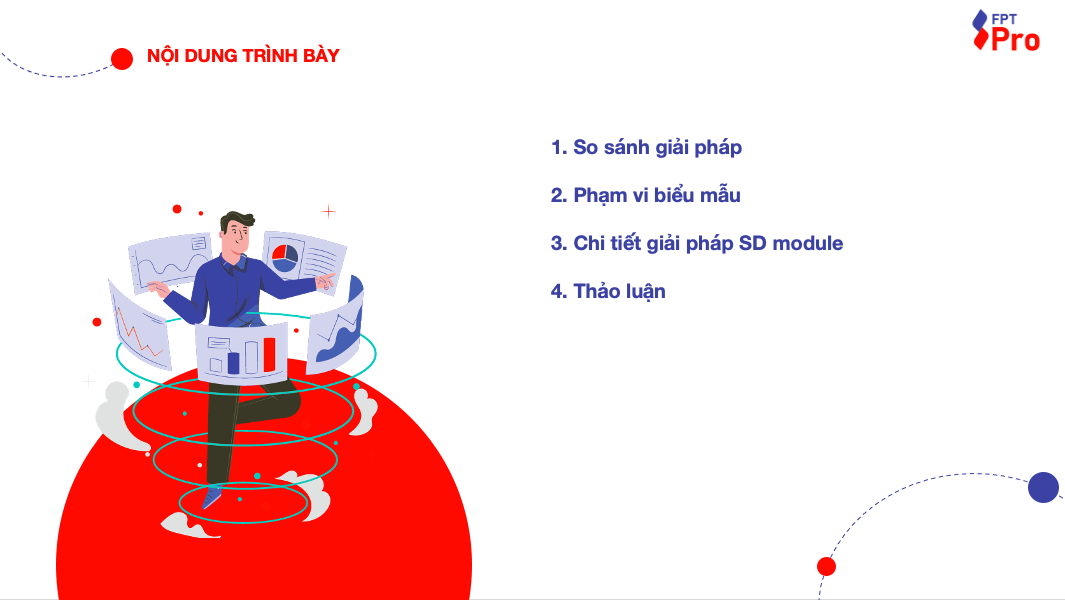 FPT
Pro
NỘI DUNG TRÌNH BÀY
1. So sánh giải pháp
2. Phạm vi biểu mẫu
3. Chi tiết giải pháp SD module
4. Thảo luận